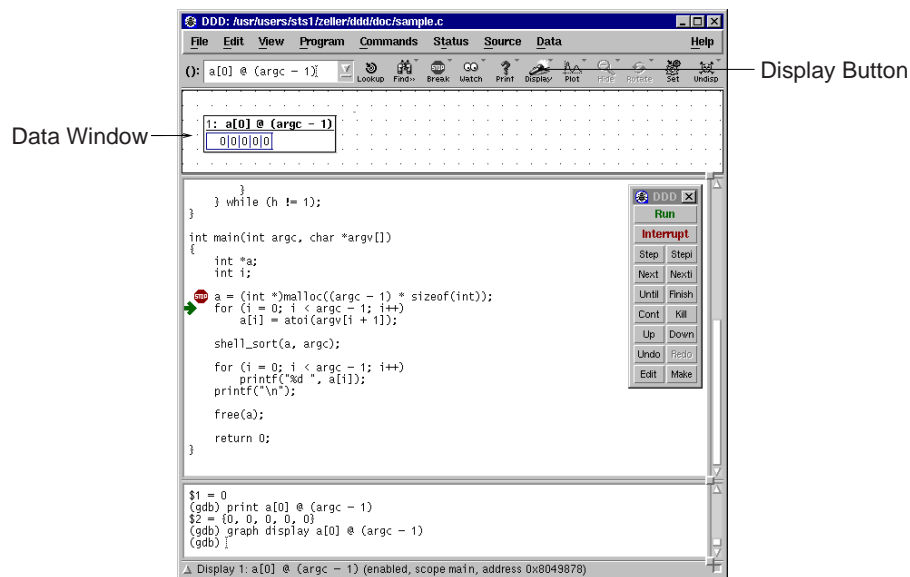 DDD: /usr/users/sts1/zeller/ddd/doc/sample.c
File Edit View Program Commands Status Source Data Help
(): a[0] @ (argc - 1) Lookup Find>> Break Watch Print Display Plot Hide Rotate Set Undisp
Display Button
Data Window
1: a[0] @ (argc - 1)
0 0 0 0 0
}
} while (h != 1);
}
int main(int argc, char *argv[])
{
int *a;
int i;
STOP a = (int *)malloc((argc - 1) * sizeof(int));
for (i = 0; i < argc - 1; i++)
a[i] = atoi(argv[i + 1]);
shell_sort(a, argc);
for (i = 0; i < argc - 1; i++)
printf("%d ", a[i]);
printf("\n");
free(a);
return 0;
}
DDD
Run
Interrupt
Step Stepi
Next Nexti
Until Finish
Cont Kill
Up Down
Undo Redo
Edit Make
$1 = 0
(gdb) print a[0] @ (argc - 1)
$2 = {0, 0, 0, 0, 0}
(gdb) graph display a[0] @ (argc - 1)
(gdb)
Display 1: a[0] @ (argc - 1) (enabled, scope main, address 0x8049878)